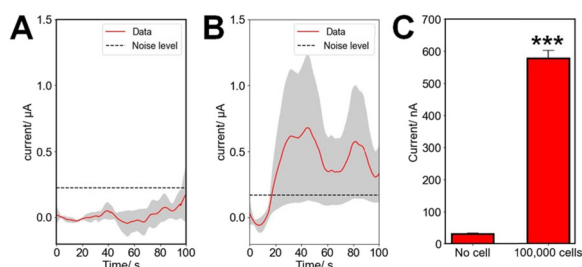 A
1.5
1.0
0.5
0.0
current/ μA
Data
Noise level
0
20
40
60
80
100
Time/ s
B
1.5
1.0
0.5
0.0
current/ μA
Data
Noise level
0
20
40
60
80
100
Time/ s
C
700
600
500
400
300
200
100
0
Current/ nA
***
No cell
100,000 cells